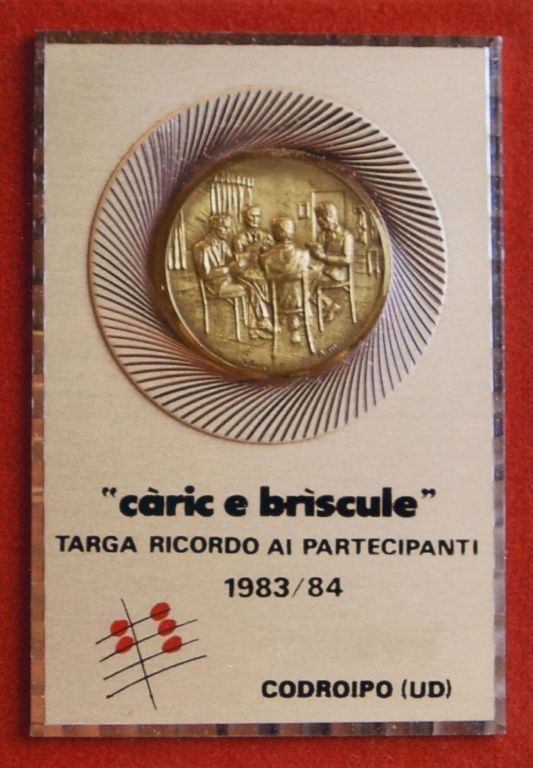 "càric e brìscule"
TARGA RICORDO AI PARTECIPANTI
1983/84
CODROIPO (UD)